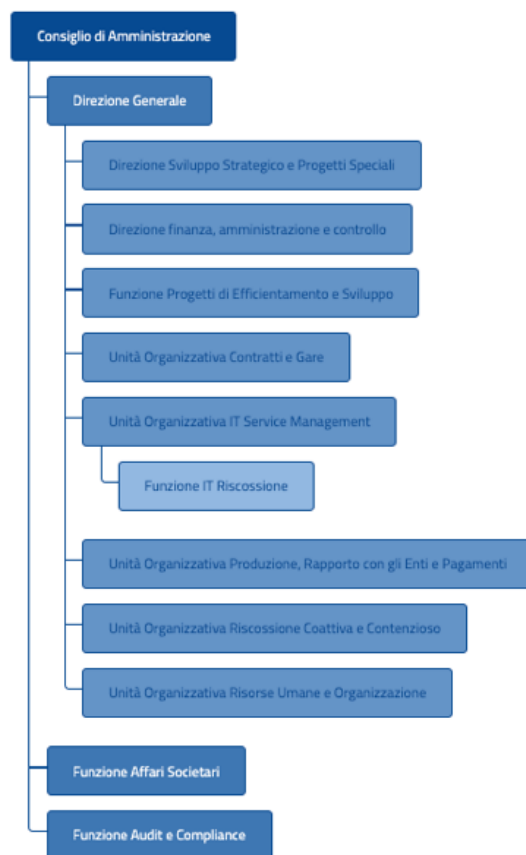 Consiglio di Amministrazione
Direzione Generale
Direzione Sviluppo Strategico e Progetti Speciali
Direzione finanza, amministrazione e controllo
Funzione Progetti di Efficientamento e Sviluppo
Unità Organizzativa Contratti e Gare
Unità Organizzativa IT Service Management
Funzione IT Riscossione
Unità Organizzativa Produzione, Rapporto con gli Enti e Pagamenti
Unità Organizzativa Riscossione Coattiva e Contenzioso
Unità Organizzativa Risorse Umane e Organizzazione
Funzione Affari Societari
Funzione Audit e Compliance